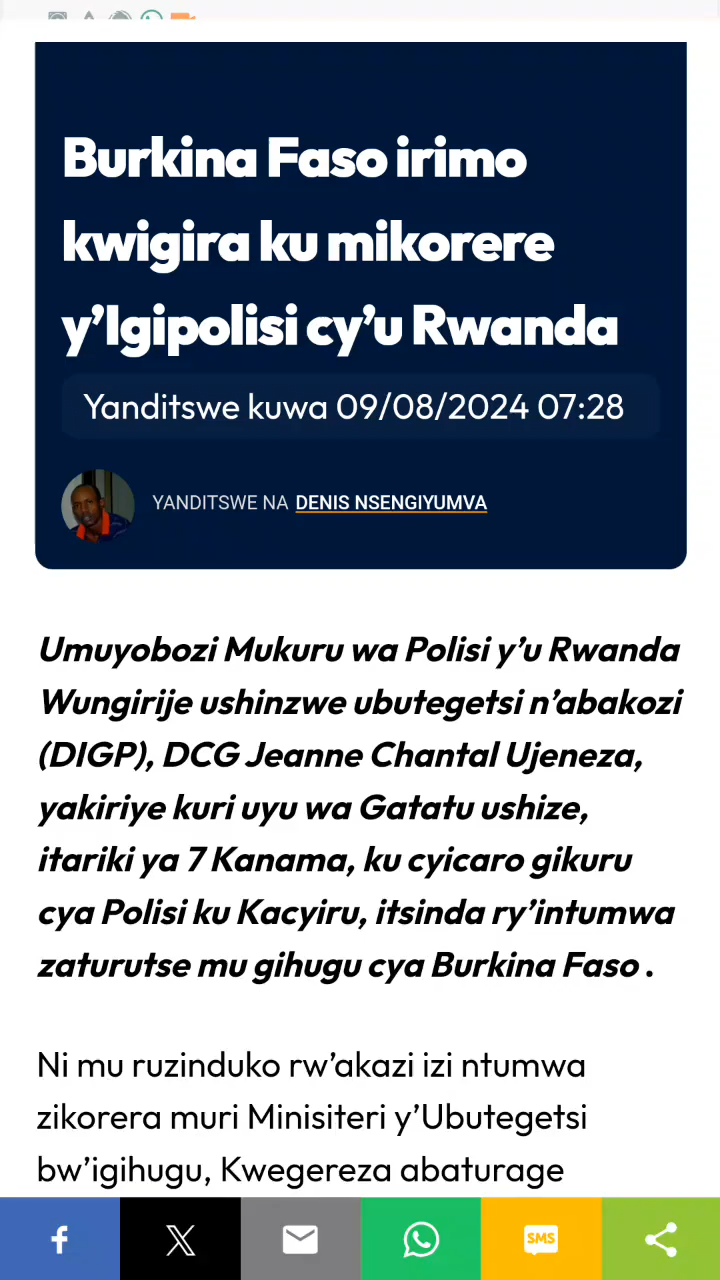 Burkina Faso irimo
kwigira ku mikorere
y’Igipolisi cy’u Rwanda
Yanditswe kuwa 09/08/2024 07:28
YANDITSWE NA DENIS NSENGIYUMVA
Umuyobozi Mukuru wa Polisi y’u Rwanda
Wungirije ushinzwe ubutegetsi n’abakozi
(DIGP), DCG Jeanne Chantal Ujeneza,
yakiriye kuri uyu wa Gatatu ushize,
itariki ya 7 Kanama, ku cyicaro gikuru
cya Polisi ku Kacyiru, itsinda ry’intumwa
zaturutse mu gihugu cya Burkina Faso .
Ni mu ruzinduko rw’akazi izi ntumwa
zikorera muri Minisiteri y’Ubutegetsi
bw’igihugu, Kwegereza abaturage
SMS